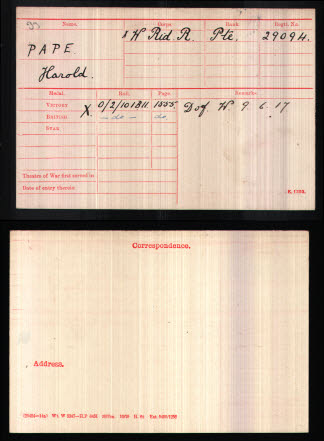 Name. Corps. Rank. Regtl. No.
PAPE W Rid. R. Pte. 29094.
Harold.
Medal. Roll. Page. Remarks.
VICTORY X 0/2/101B11 1555 D of W 9.6.17
BRITISH - do - do
STAR
Theatre of War first served in
Date of entry therein
K. 1380.
Correspondence.
Address.